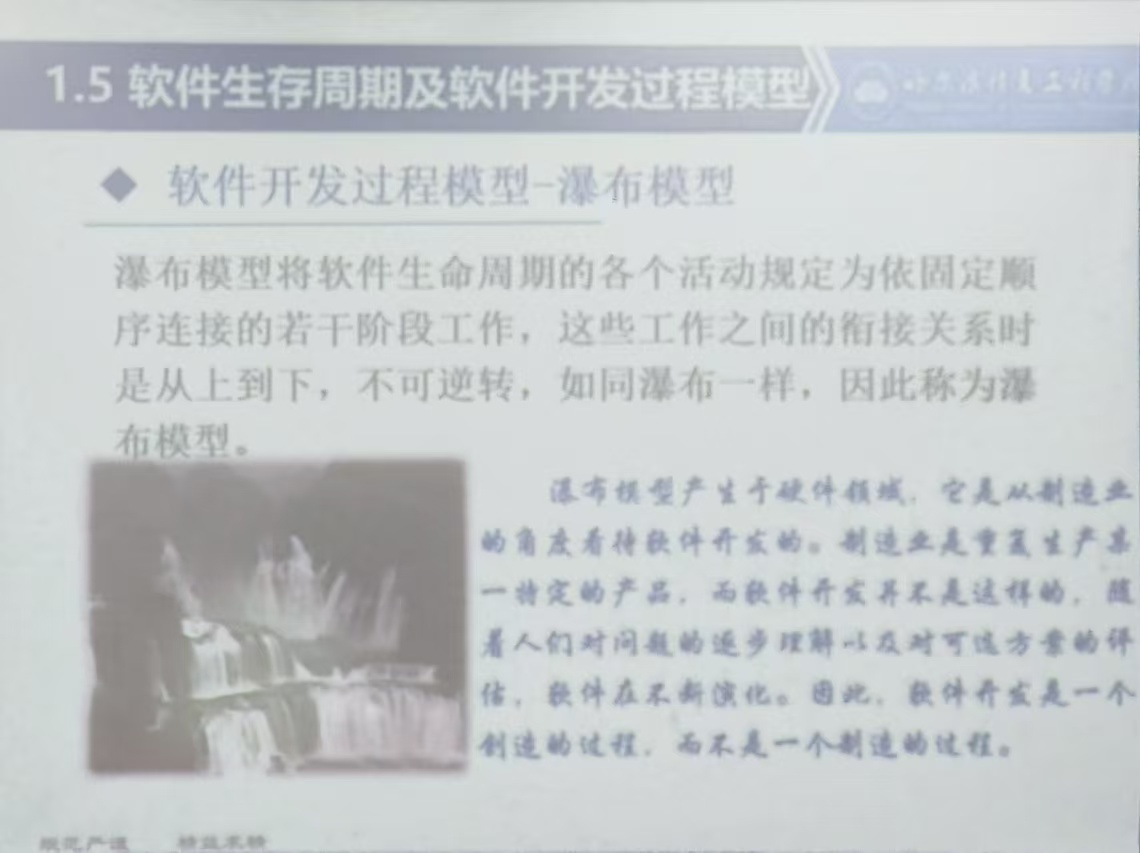 1.5 软件生存周期及软件开发过程模型
软件开发过程模型-瀑布模型
瀑布模型将软件生命周期的各个活动规定为依固定顺
序连接的若干阶段工作，这些工作之间的衔接关系时
是从上到下，不可逆转，如同瀑布一样，因此称为瀑
布模型。
瀑布模型产生于硬件领域，它是从制造业
的角度看待软件开发的。制造业是重复生产某
一特定的产品，而软件开发并不是这样的，随
着人们对问题的逐步理解以及对可选方案的评
估，软件在不断演化。因此，软件开发是一个
创造的过程，而不是一个制造的过程。
规范严谨 精益求精